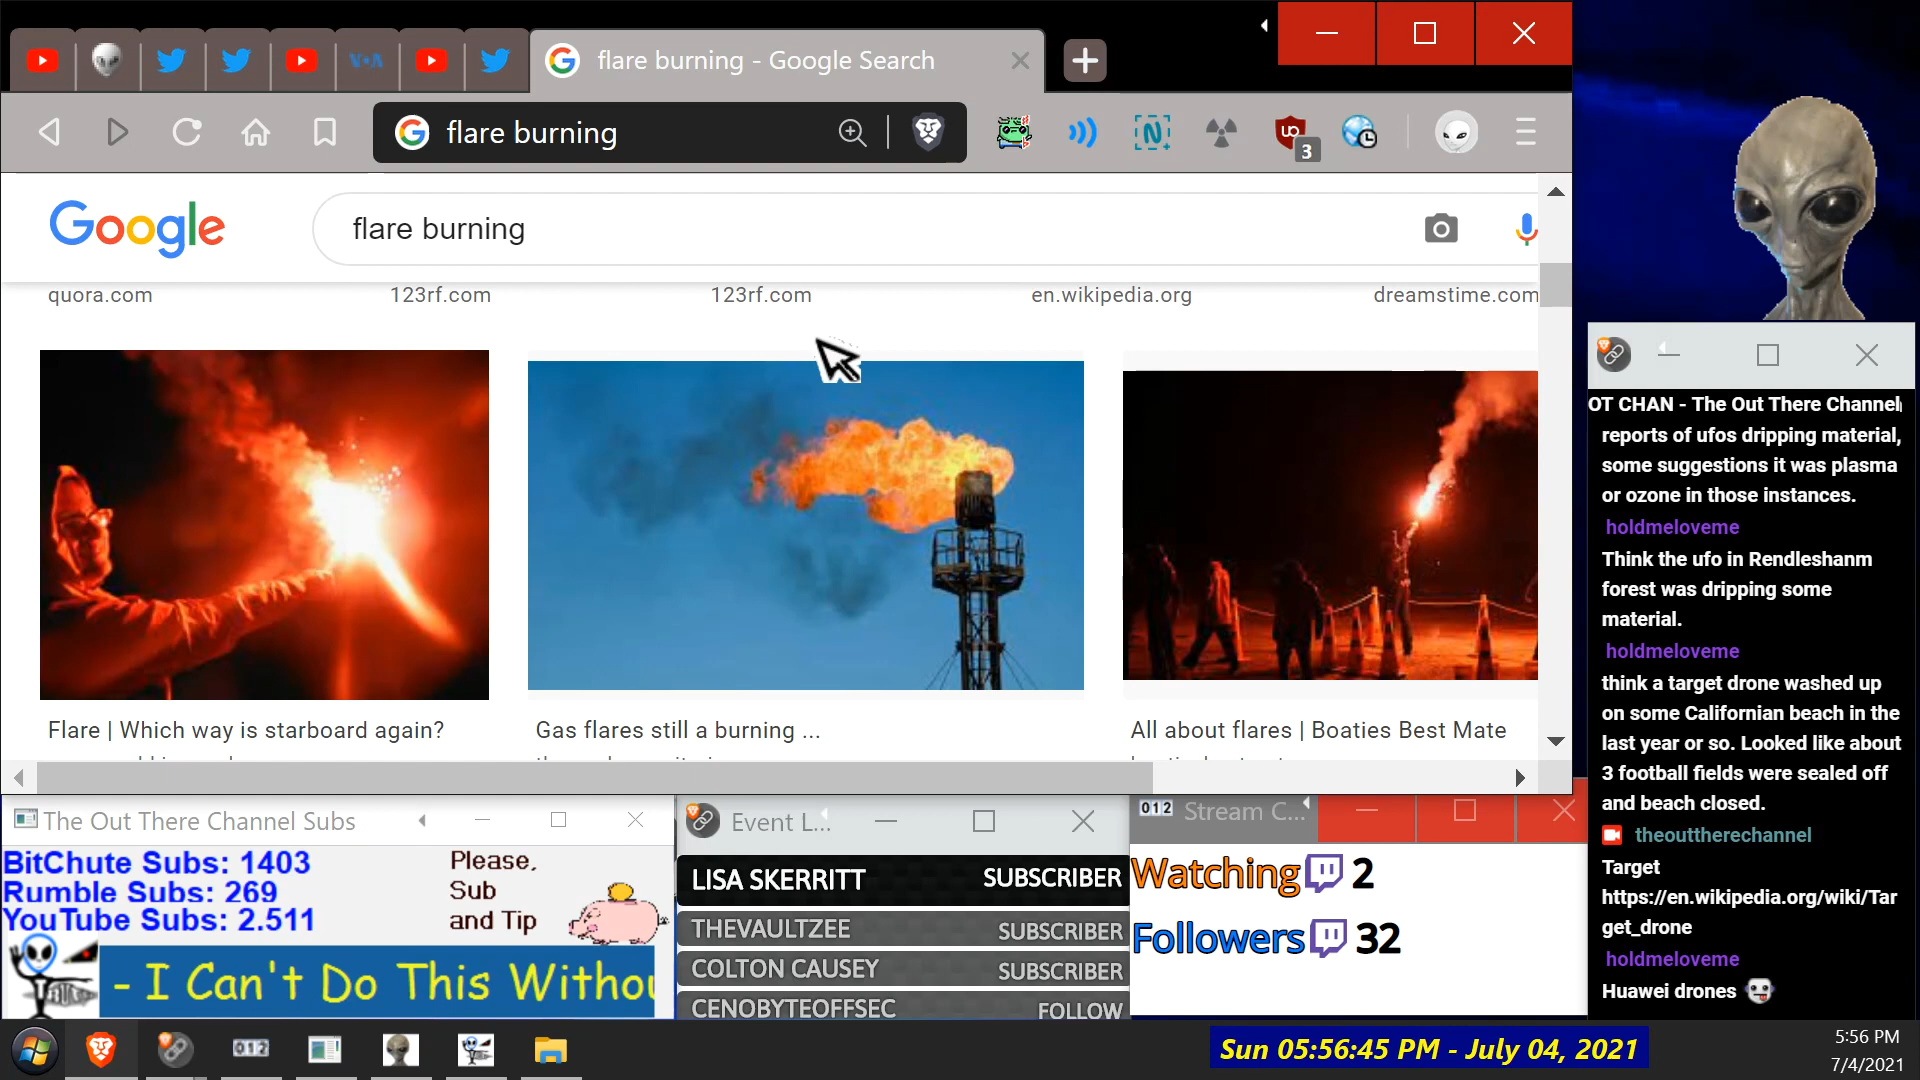 VOA
flare burning - Google Search
flare burning
3
Google
flare burning
quora.com
123rf.com
123rf.com
en.wikipedia.org
dreamstime.com
Flare | Which way is starboard again?
Gas flares still a burning ...
All about flares | Boaties Best Mate
OT CHAN - The Out There Channel
reports of ufos dripping material,
some suggestions it was plasma
or ozone in those instances.
holdmeloveme
Think the ufo in Rendleshanm
forest was dripping some
material.
holdmeloveme
think a target drone washed up
on some Californian beach in the
last year or so. Looked like about
3 football fields were sealed off
and beach closed.
theouttherechannel
Target
https://en.wikipedia.org/wiki/Tar
get_drone
holdmeloveme
Huawei drones
The Out There Channel Subs
BitChute Subs: 1403
Rumble Subs: 269
YouTube Subs: 2.511
Please,
Sub
and Tip
- I Can't Do This Withou
Event L...
LISA SKERRITT SUBSCRIBER
THEVAULTZEE SUBSCRIBER
COLTON CAUSEY SUBSCRIBER
CENOBYTEOFFSEC FOLLOW
012 Stream C...
Watching 2
Followers 32
012
Sun 05:56:45 PM - July 04, 2021
5:56 PM
7/4/2021